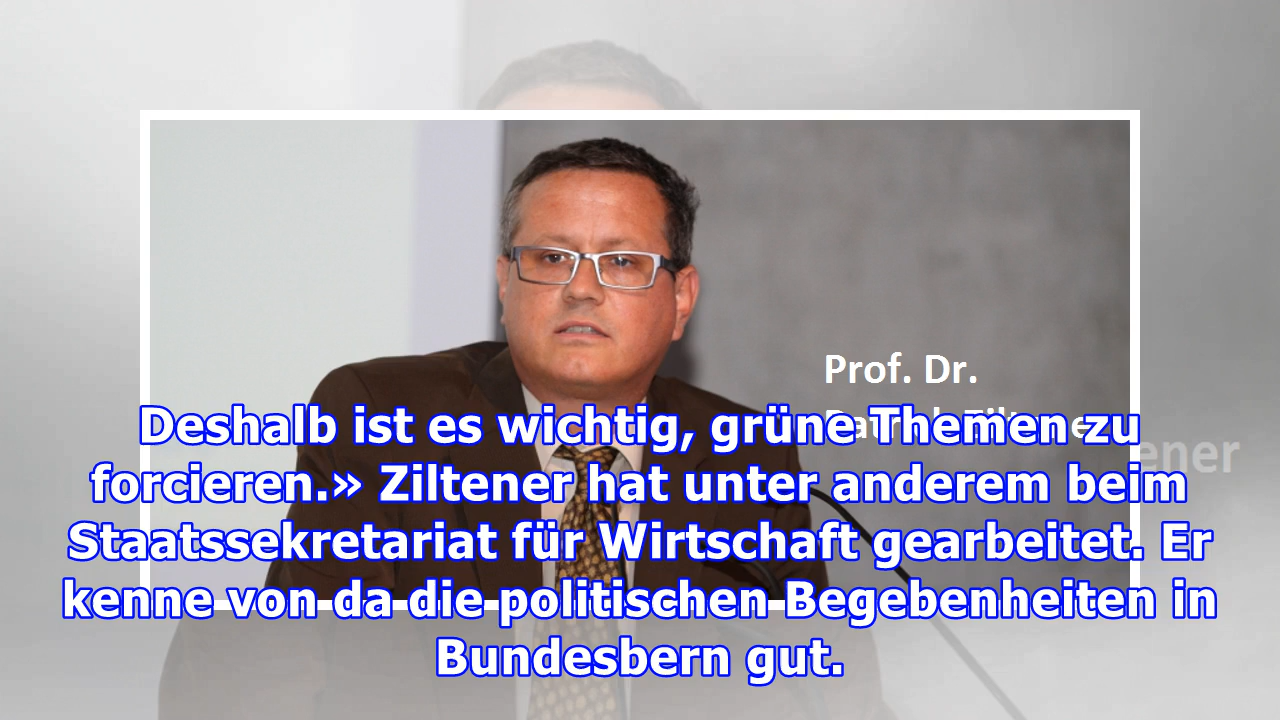 Prof. Dr.
Deshalb ist es wichtig, grüne Themen zu
forcieren.» Ziltener hat unter anderem beim
Staatssekretariat für Wirtschaft gearbeitet. Er
kenne von da die politischen Begebenheiten in
Bundesbern gut.